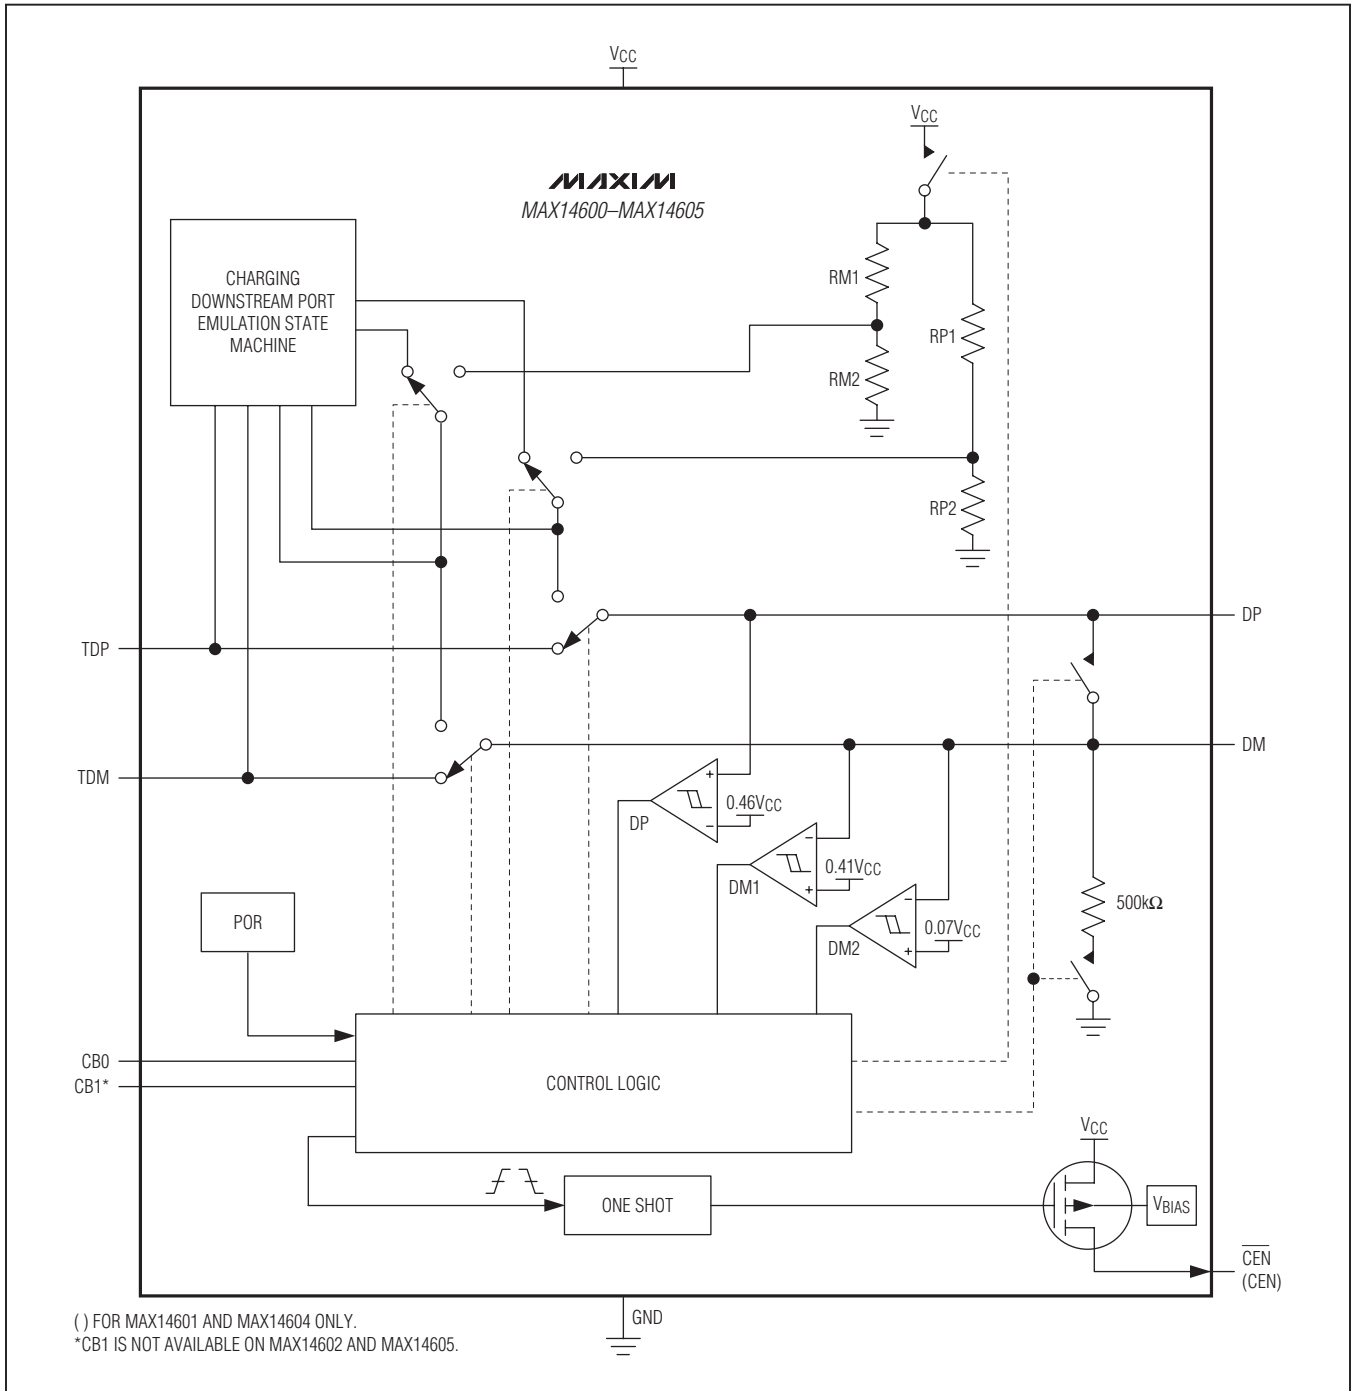 VCC
VCC
MAXIM
MAX14600–MAX14605
CHARGING
DOWNSTREAM PORT
EMULATION STATE
MACHINE
RM1
RP1
RM2
RP2
DP
TDP
DM
TDM
+
0.46VCC
–
DP
–
0.41VCC
+
DM1
–
0.07VCC
+
DM2
500kΩ
POR
CB0
CB1*
CONTROL LOGIC
VCC
ONE SHOT
VBIAS
CEN
(CEN)
GND
( ) FOR MAX14601 AND MAX14604 ONLY.
*CB1 IS NOT AVAILABLE ON MAX14602 AND MAX14605.